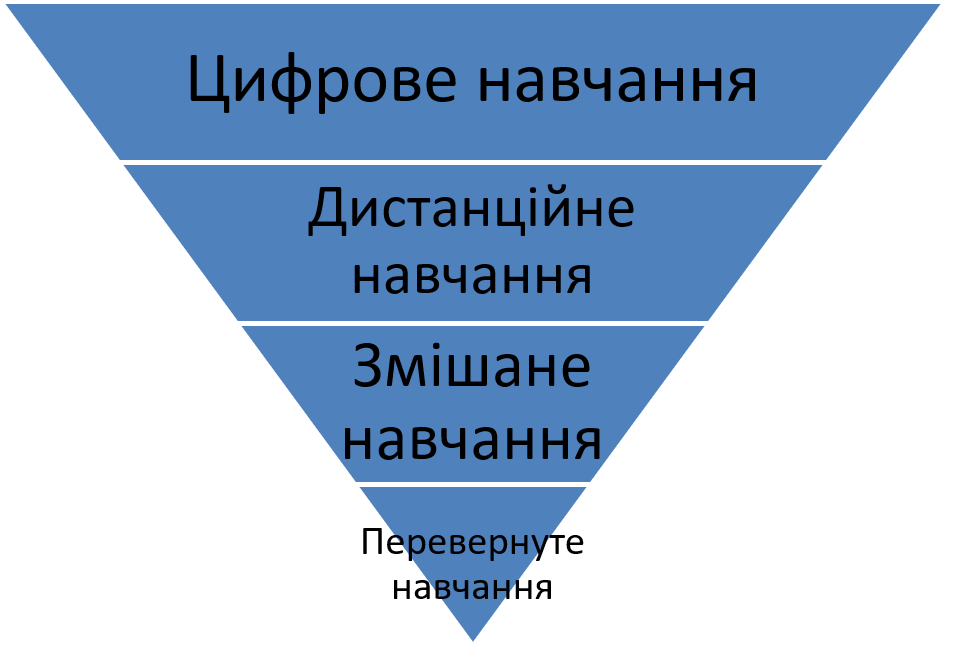 Цифрове навчання
Дистанційне
навчання
Змішане
навчання
Перевернуте
навчання